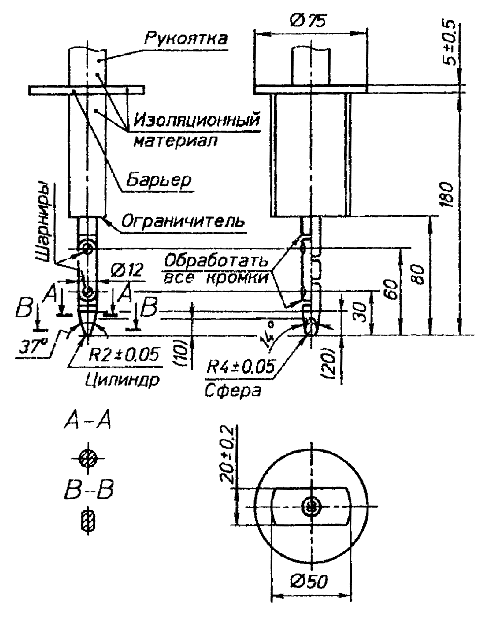 Рукоятка
Ø75
5±0,5
Изоляционный
материал
Барьер
180
Ограничитель
Шарниры
Обработать
все кромки
80
60
Ø12
A
A
B
B
30
37°
R2±0,05
Цилиндр
(10)
14°
R4±0,05
Сфера
(20)
A–A
B–B
20±0,2
Ø50